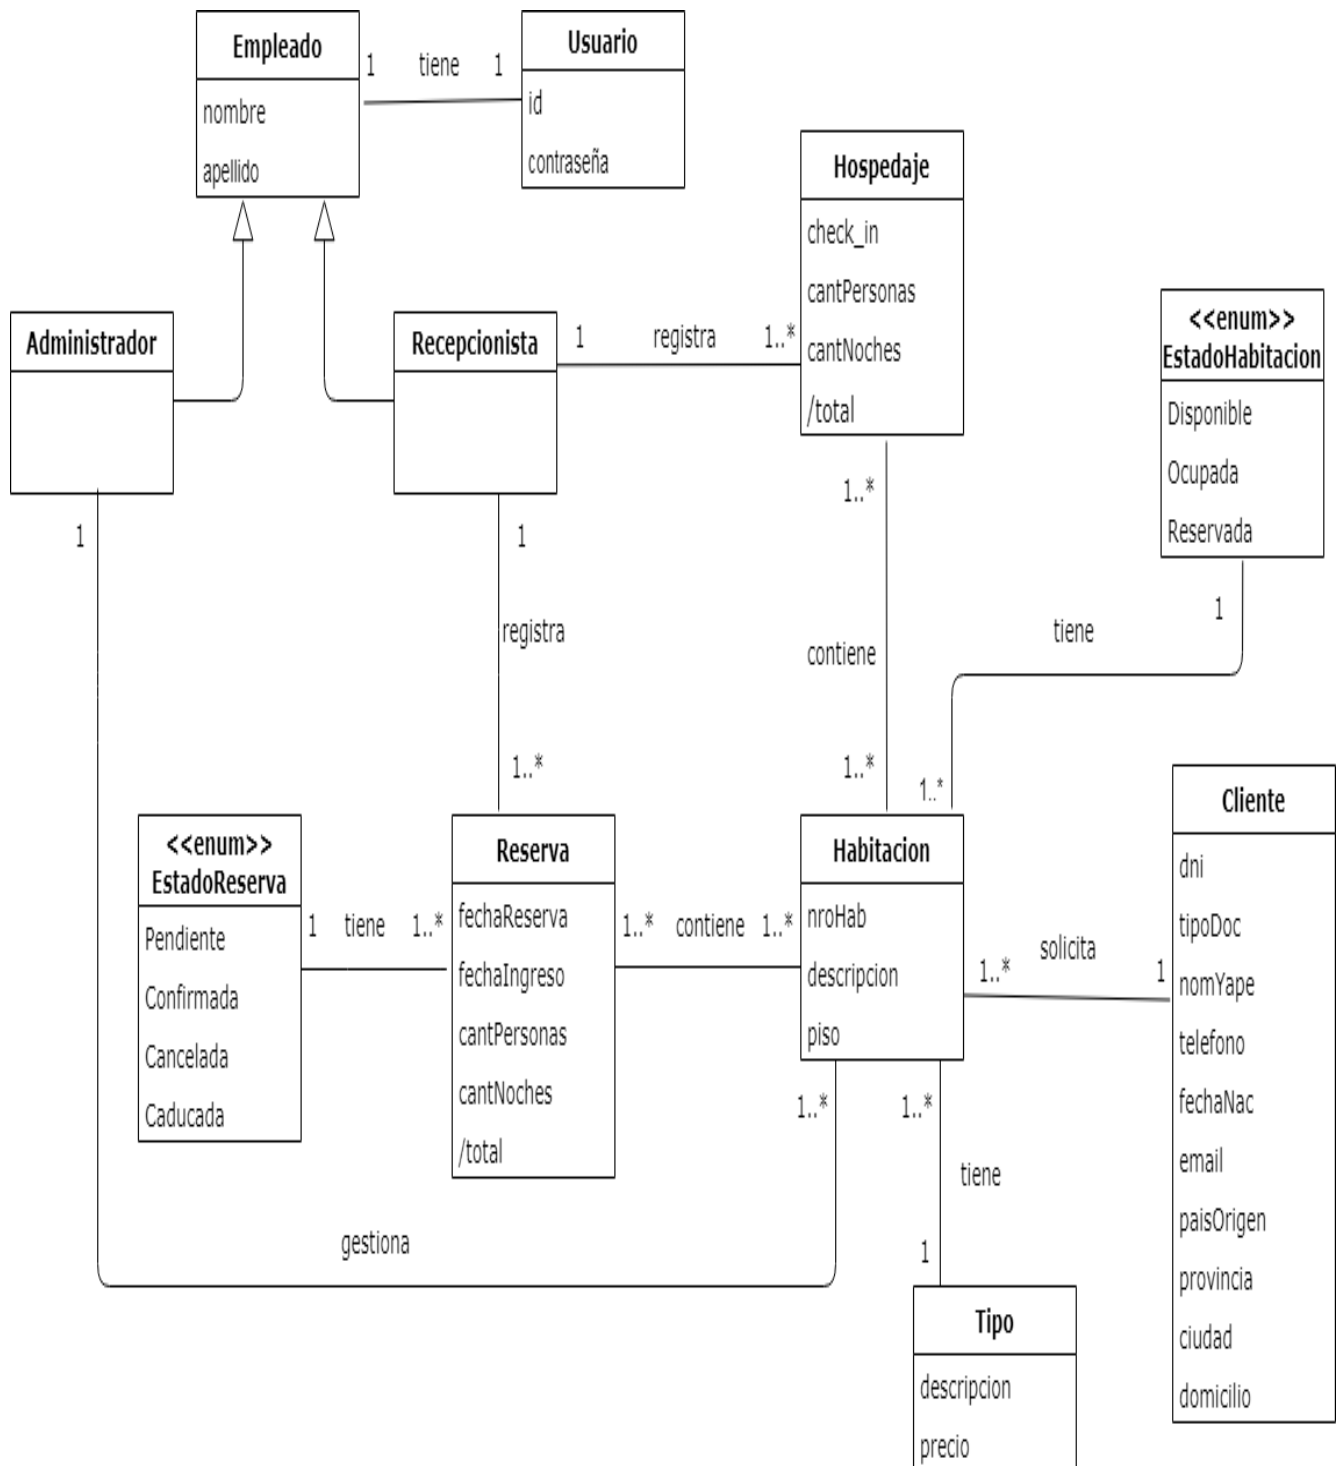 Empleado
nombre
apellido
1 tiene 1
Usuario
id
contraseña
Hospedaje
check_in
cantPersonas
cantNoches
/total
<<enum>>
EstadoHabitacion
Disponible
Ocupada
Reservada
Administrador
Recepcionista
1 registra 1..*
1
1
registra
1..*
1..*
contiene
1..*
1
tiene
1..*
<<enum>>
EstadoReserva
Pendiente
Confirmada
Cancelada
Caducada
1 tiene 1..*
Reserva
fechaReserva
fechaIngreso
cantPersonas
cantNoches
/total
1..* contiene 1..*
Habitacion
nroHab
descripcion
piso
1..* solicita 1
Cliente
dni
tipoDoc
nomYape
telefono
fechaNac
email
paisOrigen
provincia
ciudad
domicilio
1..*
gestiona
1..*
tiene
1
Tipo
descripcion
precio